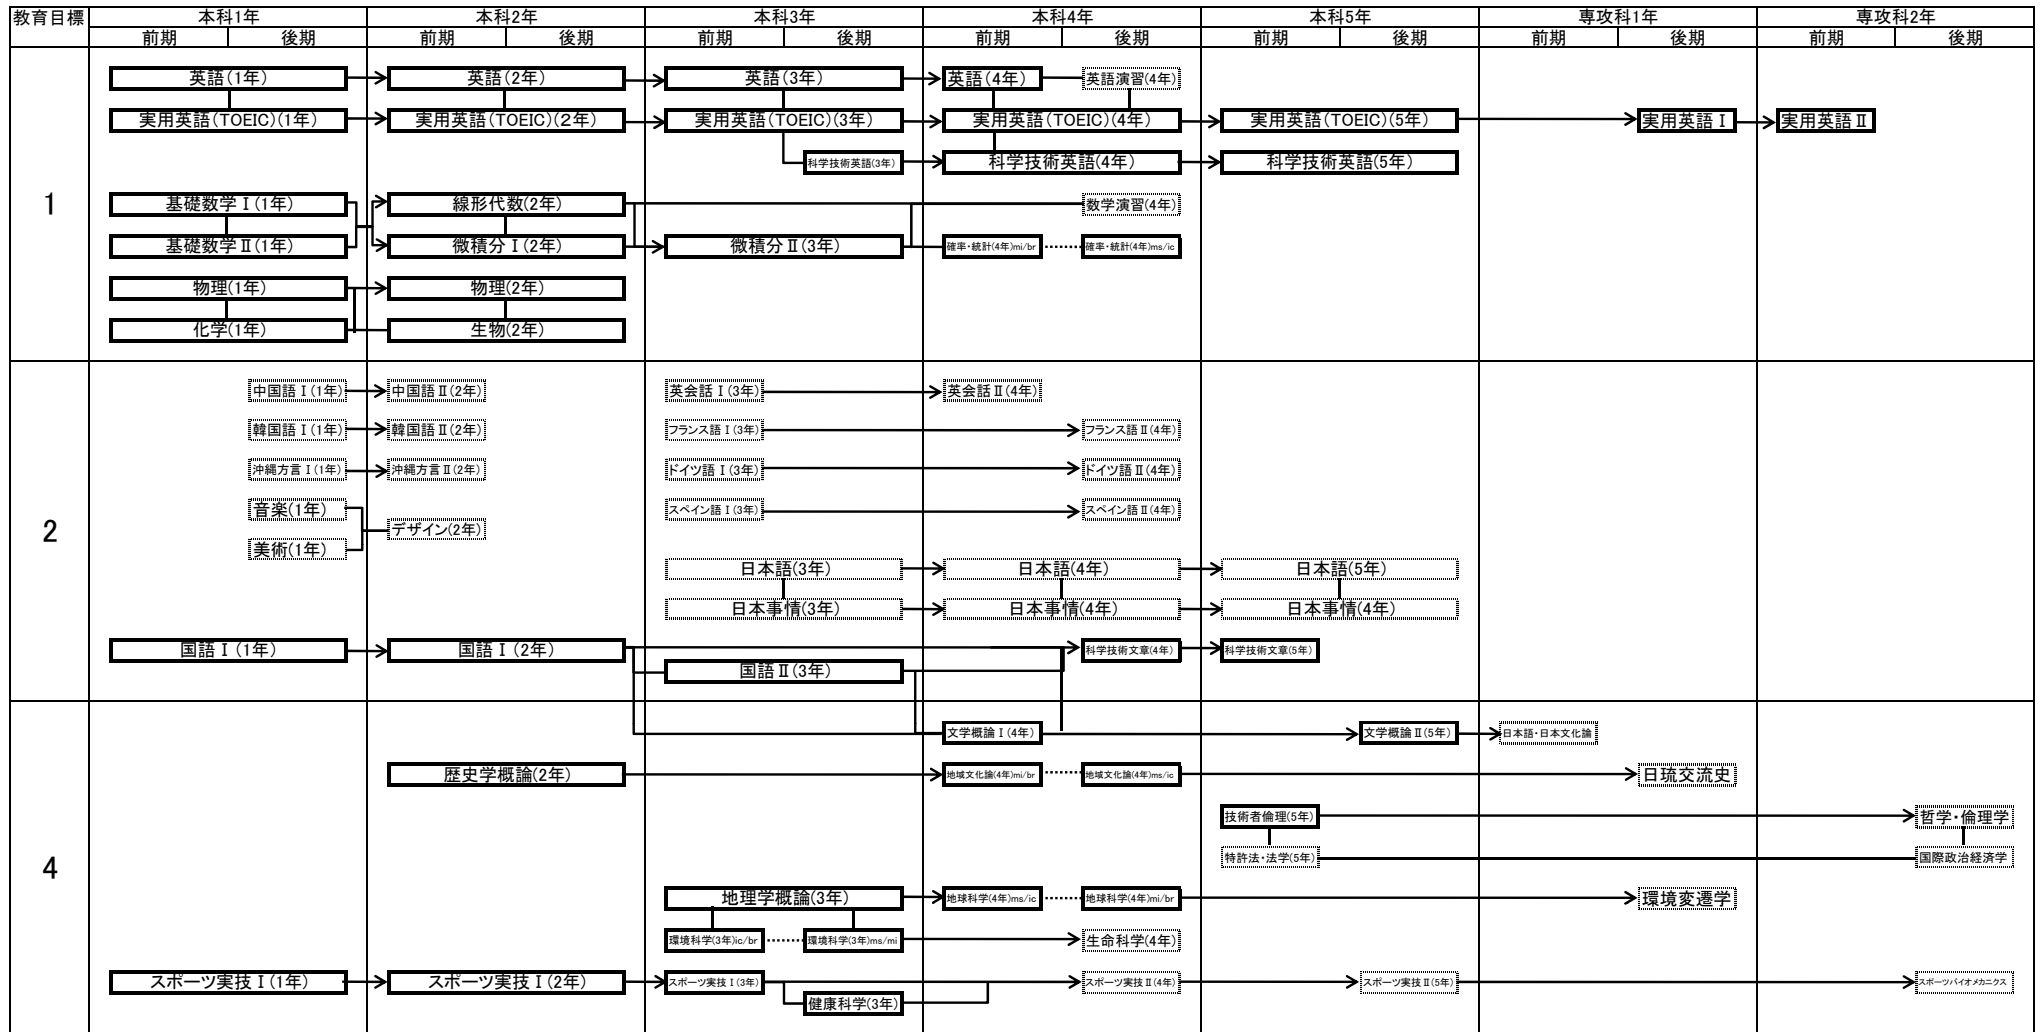 教育目標 本科1年 本科2年 本科3年 本科4年 本科5年 専攻科1年 専攻科2年
前期 後期 前期 後期 前期 後期 前期 後期 前期 後期 前期 後期 前期 後期
1
英語(1年) 英語(2年) 英語(3年) 英語(4年) 英語演習(4年)
実用英語(TOEIC)(1年) 実用英語(TOEIC)(2年) 実用英語(TOEIC)(3年) 実用英語(TOEIC)(4年) 実用英語(TOEIC)(5年) 実用英語Ⅰ 実用英語Ⅱ
科学技術英語(3年) 科学技術英語(4年) 科学技術英語(5年)
基礎数学Ⅰ(1年) 線形代数(2年) 数学演習(4年)
基礎数学Ⅱ(1年) 微積分Ⅰ(2年) 微積分Ⅱ(3年) 確率・統計(4年)mi/br 確率・統計(4年)ms/ic
物理(1年) 物理(2年)
化学(1年) 生物(2年)
2
中国語Ⅰ(1年) 中国語Ⅱ(2年) 英会話Ⅰ(3年) 英会話Ⅱ(4年)
韓国語Ⅰ(1年) 韓国語Ⅱ(2年) フランス語Ⅰ(3年) フランス語Ⅱ(4年)
沖縄方言Ⅰ(1年) 沖縄方言Ⅱ(2年) ドイツ語Ⅰ(3年) ドイツ語Ⅱ(4年)
音楽(1年) スペイン語Ⅰ(3年) スペイン語Ⅱ(4年)
デザイン(2年)
美術(1年)
日本語(3年) 日本語(4年) 日本語(5年)
日本事情(3年) 日本事情(4年) 日本事情(4年)
国語Ⅰ(1年) 国語Ⅰ(2年) 科学技術文章(4年) 科学技術文章(5年)
国語Ⅱ(3年)
4
文学概論Ⅰ(4年) 文学概論Ⅱ(5年) 日本語・日本文化論
歴史学概論(2年) 地域文化論(4年)mi/br 地域文化論(4年)ms/ic 日琉交流史
技術者倫理(5年) 哲学・倫理学
特許法・法学(5年) 国際政治経済学
地理学概論(3年) 地球科学(4年)ms/ic 地球科学(4年)mi/br 環境変遷学
環境科学(3年)ic/br 環境科学(3年)ms/mi 生命科学(4年)
スポーツ実技Ⅰ(1年) スポーツ実技Ⅰ(2年) スポーツ実技Ⅰ(3年) スポーツ実技Ⅱ(4年) スポーツ実技Ⅱ(5年) スポーツバイオメカニクス
健康科学(3年)